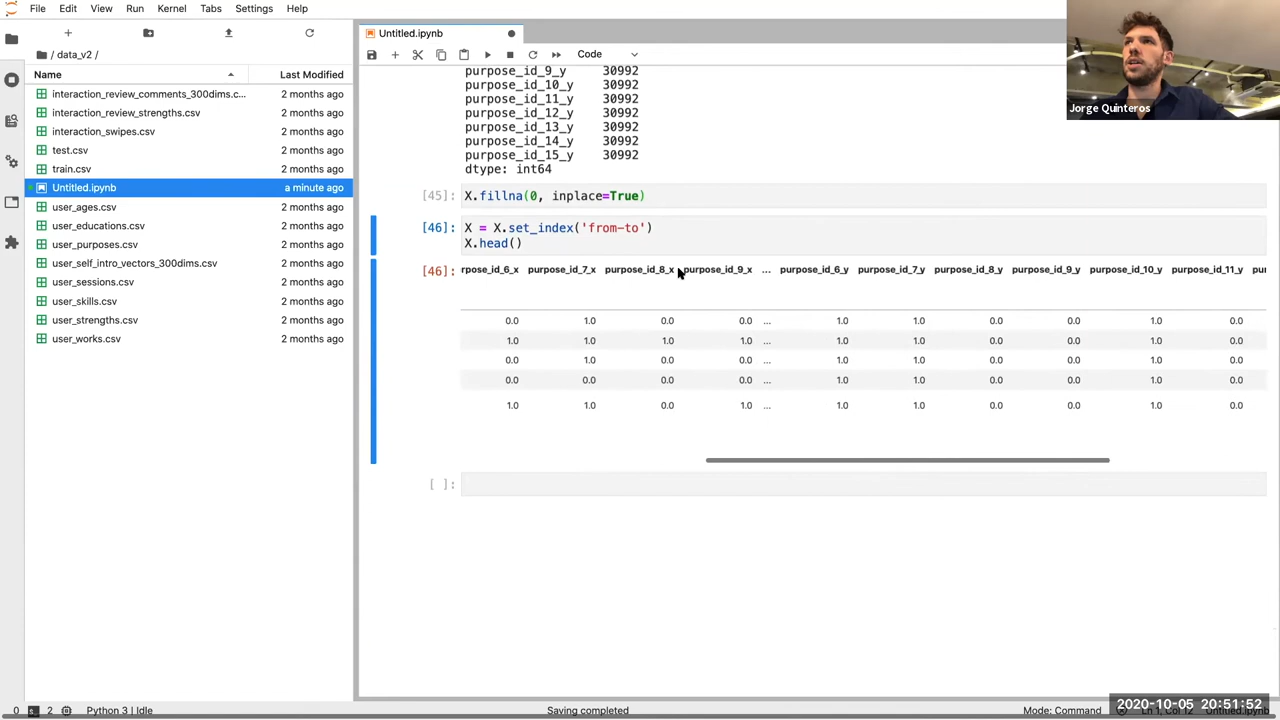 File Edit View Run Kernel Tabs Settings Help
/ data_v2 /
Name Last Modified
interaction_review_comments_300dims.c... 2 months ago
interaction_review_strengths.csv 2 months ago
interaction_swipes.csv 2 months ago
test.csv 2 months ago
train.csv 2 months ago
Untitled.ipynb a minute ago
user_ages.csv 2 months ago
user_educations.csv 2 months ago
user_purposes.csv 2 months ago
user_self_intro_vectors_300dims.csv 2 months ago
user_sessions.csv 2 months ago
user_skills.csv 2 months ago
user_strengths.csv 2 months ago
user_works.csv 2 months ago
Untitled.ipynb
Code
purpose_id_9_y 30992
purpose_id_10_y 30992
purpose_id_11_y 30992
purpose_id_12_y 30992
purpose_id_13_y 30992
purpose_id_14_y 30992
purpose_id_15_y 30992
dtype: int64
[45]: X.fillna(0, inplace=True)
[46]: X = X.set_index('from-to')
X.head()
[46]: rpose_id_6_x purpose_id_7_x purpose_id_8_x purpose_id_9_x ... purpose_id_6_y purpose_id_7_y purpose_id_8_y purpose_id_9_y purpose_id_10_y purpose_id_11_y pur
0.0 1.0 0.0 0.0 ... 1.0 1.0 0.0 0.0 1.0 0.0
1.0 1.0 1.0 1.0 ... 1.0 1.0 0.0 0.0 1.0 0.0
0.0 1.0 0.0 0.0 ... 1.0 1.0 0.0 0.0 1.0 0.0
0.0 0.0 0.0 0.0 ... 1.0 1.0 0.0 0.0 1.0 0.0
1.0 1.0 0.0 1.0 ... 1.0 1.0 0.0 0.0 1.0 0.0
[ ]:
Jorge Quinteros
0 2 Python 3 | Idle Saving completed Mode: Command
2020-10-05 20:51:52